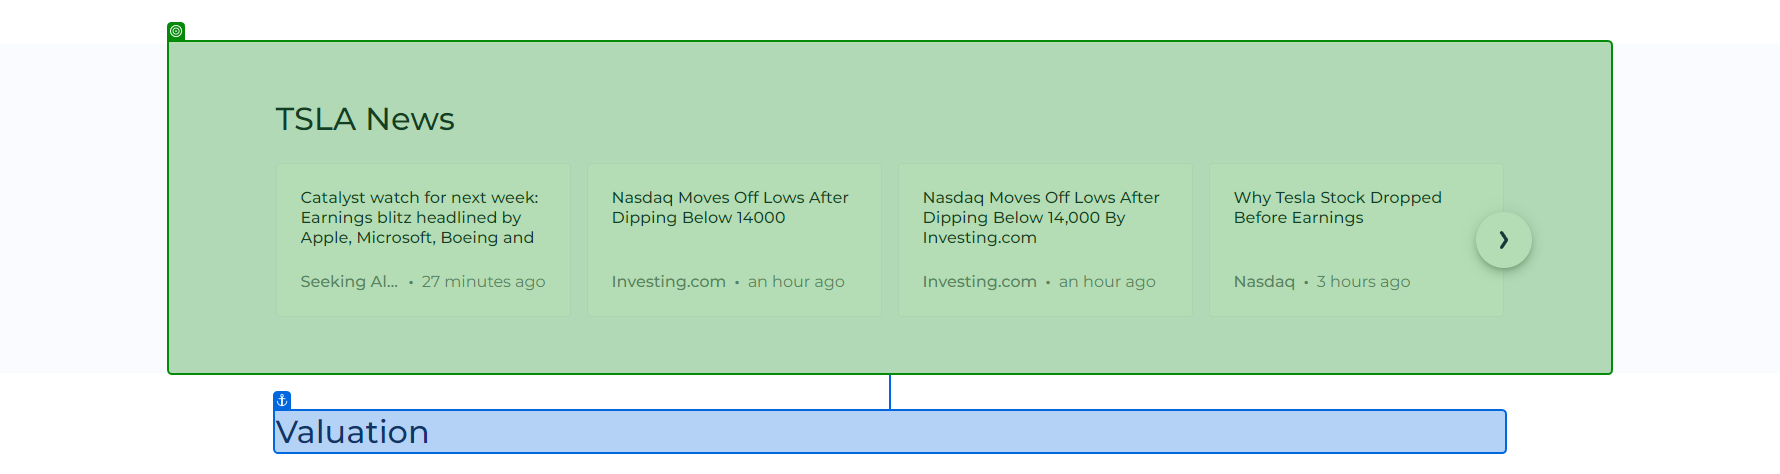 TSLA News
Catalyst watch for next week:
Earnings blitz headlined by
Apple, Microsoft, Boeing and
Seeking Al... • 27 minutes ago
Nasdaq Moves Off Lows After
Dipping Below 14000
Investing.com • an hour ago
Nasdaq Moves Off Lows After
Dipping Below 14,000 By
Investing.com
Investing.com • an hour ago
Why Tesla Stock Dropped
Before Earnings
Nasdaq • 3 hours ago
Valuation